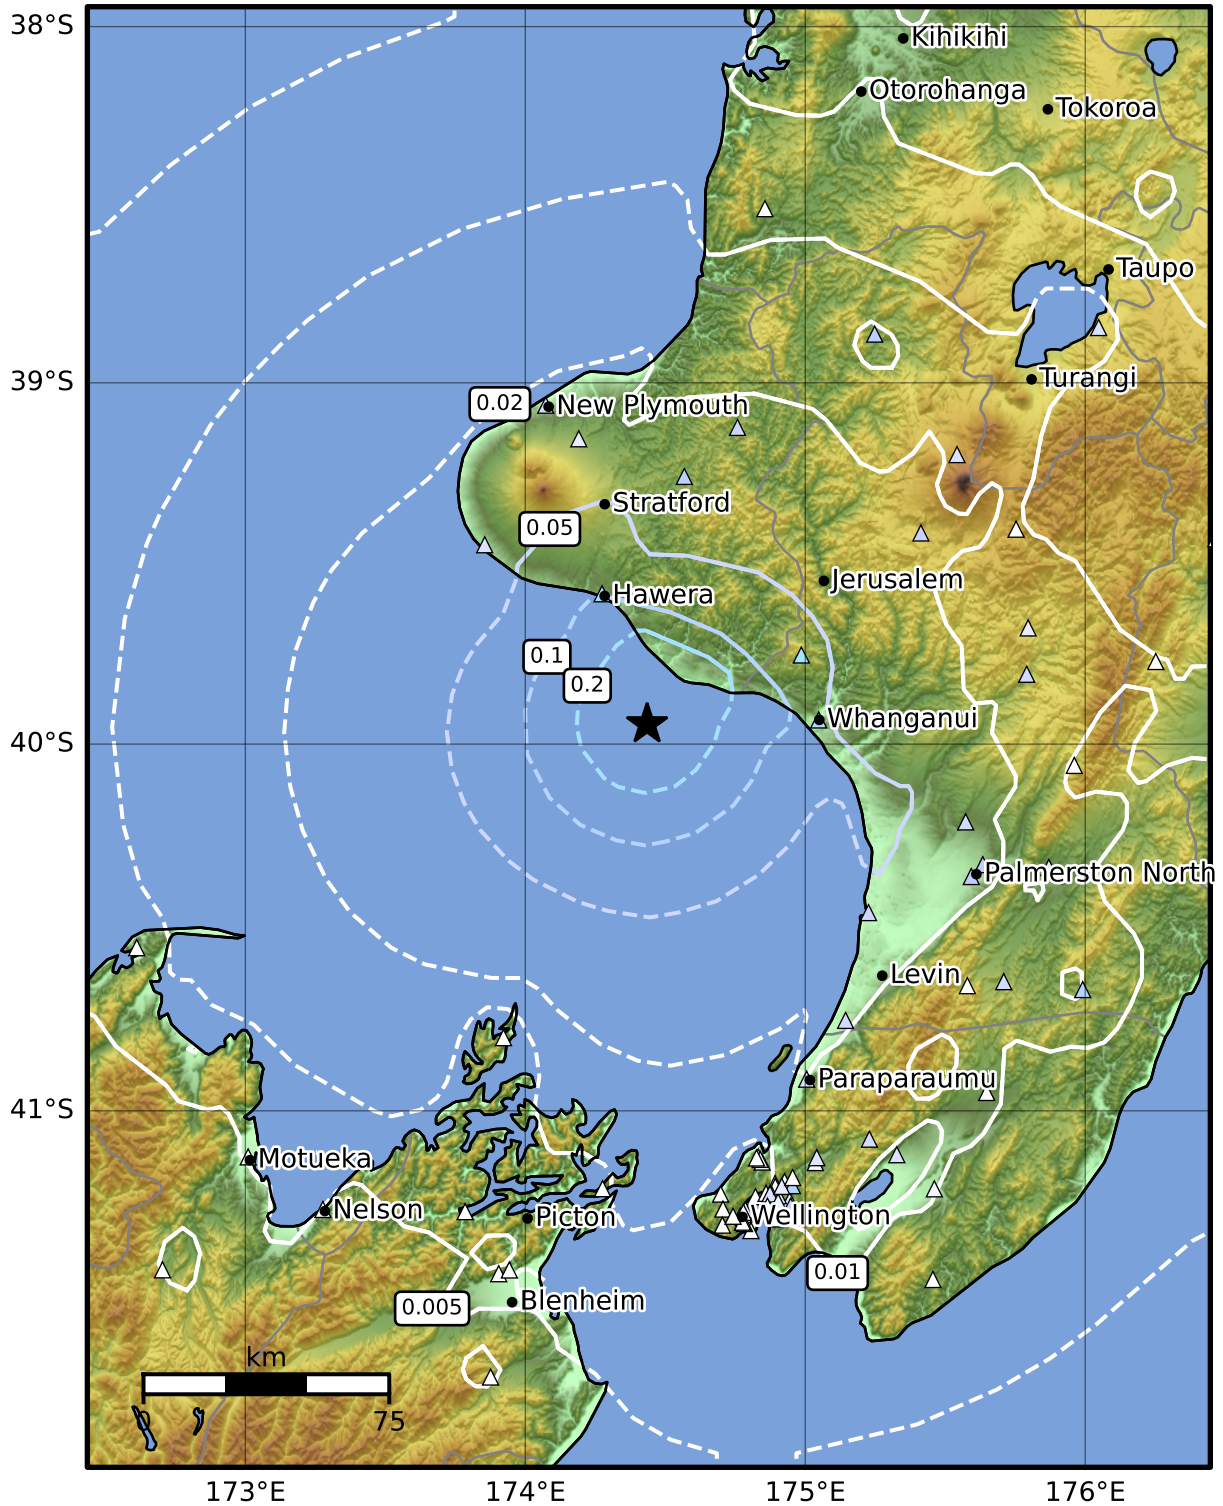 38°S
Kihikihi
Otorohanga
Tokoroa
Taupo
39°S
Turangi
0.02
New Plymouth
Stratford
0.05
Jerusalem
Hawera
0.1
0.2
Whanganui
40°S
Palmerston North
Levin
Paraparaumu
41°S
Motueka
Nelson
Picton
Wellington
0.01
Blenheim
0.005
km
0
75
173°E
174°E
175°E
176°E